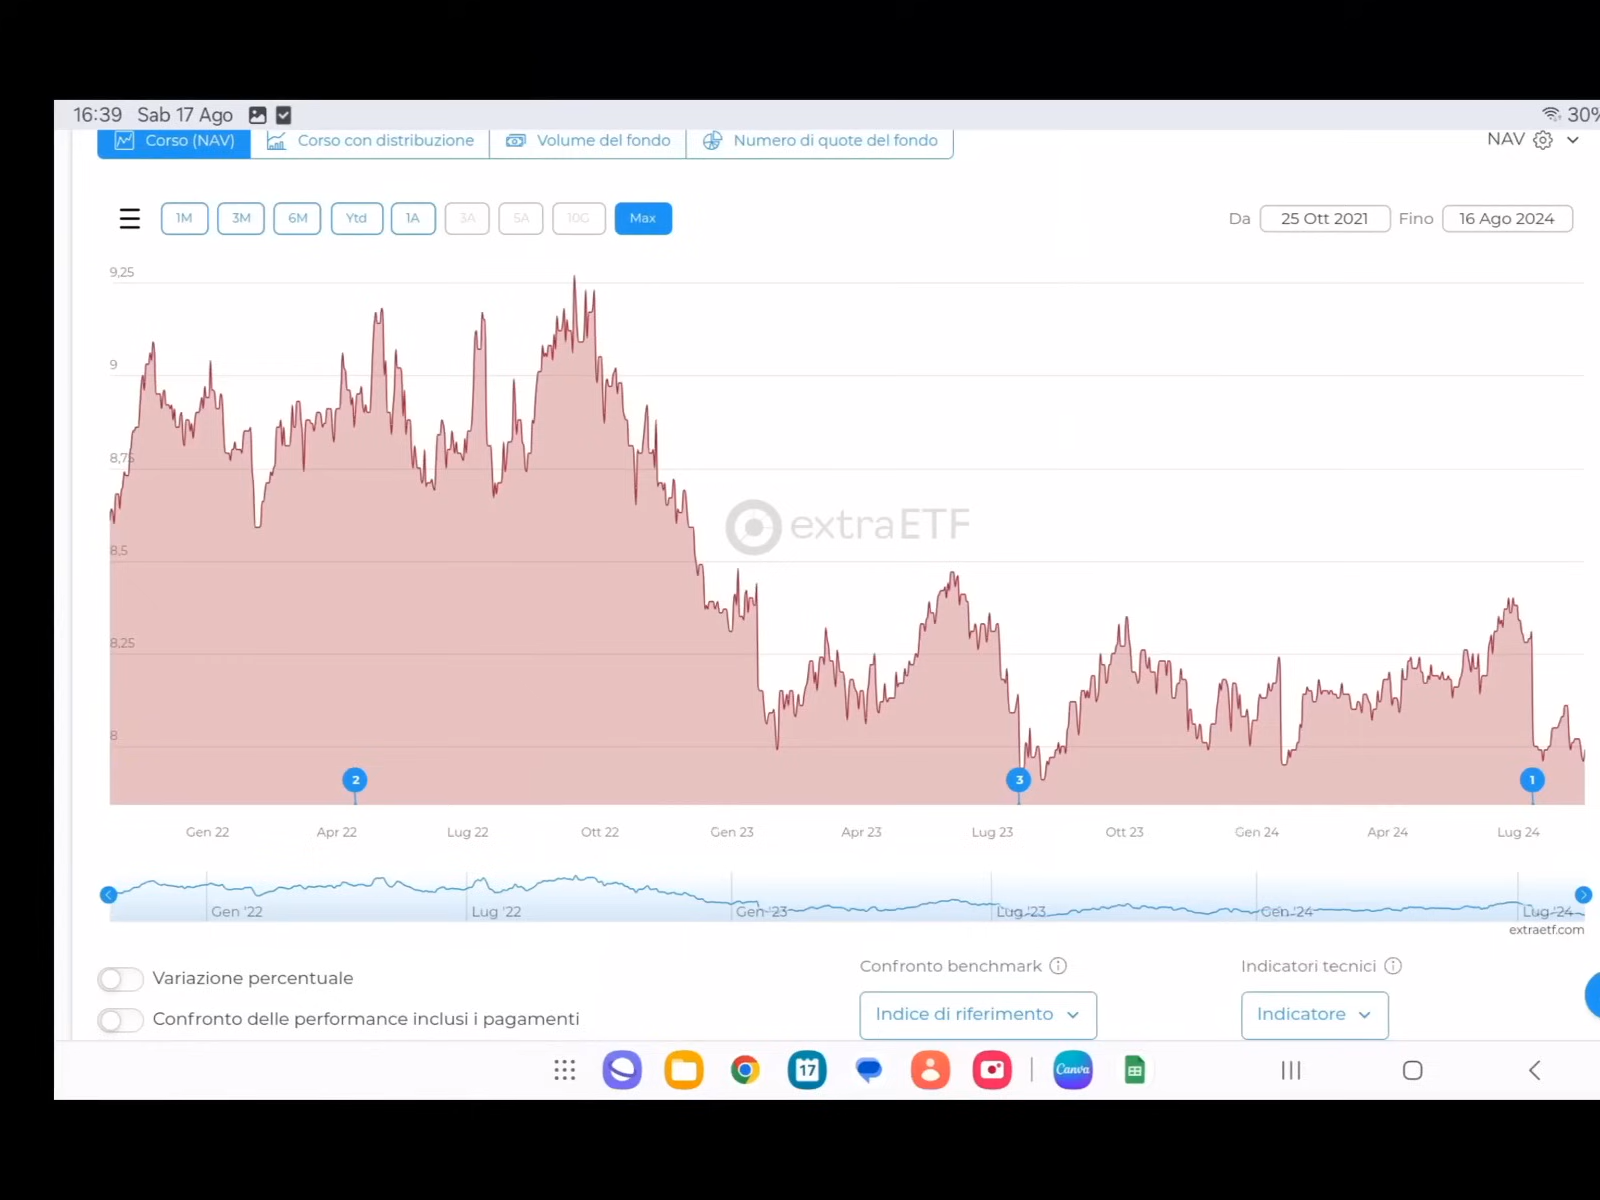 16:39 Sab 17 Ago 30%
Corso (NAV) Corso con distribuzione Volume del fondo Numero di quote del fondo NAV
1M 3M 6M Ytd 1A 3A 5A 10G Max Da 25 Ott 2021 Fino 16 Ago 2024
9,25
9
8,75
extraETF
8,5
8,25
8
2 3 1
Gen 22 Apr 22 Lug 22 Ott 22 Gen 23 Apr 23 Lug 23 Ott 23 Gen 24 Apr 24 Lug 24
Gen '22 Lug '22 Gen '23 Lug '23 Gen '24 Lug '24
extraetf.com
Variazione percentuale Confronto benchmark Indicatori tecnici
Confronto delle performance inclusi i pagamenti Indice di riferimento Indicatore
17 Canva